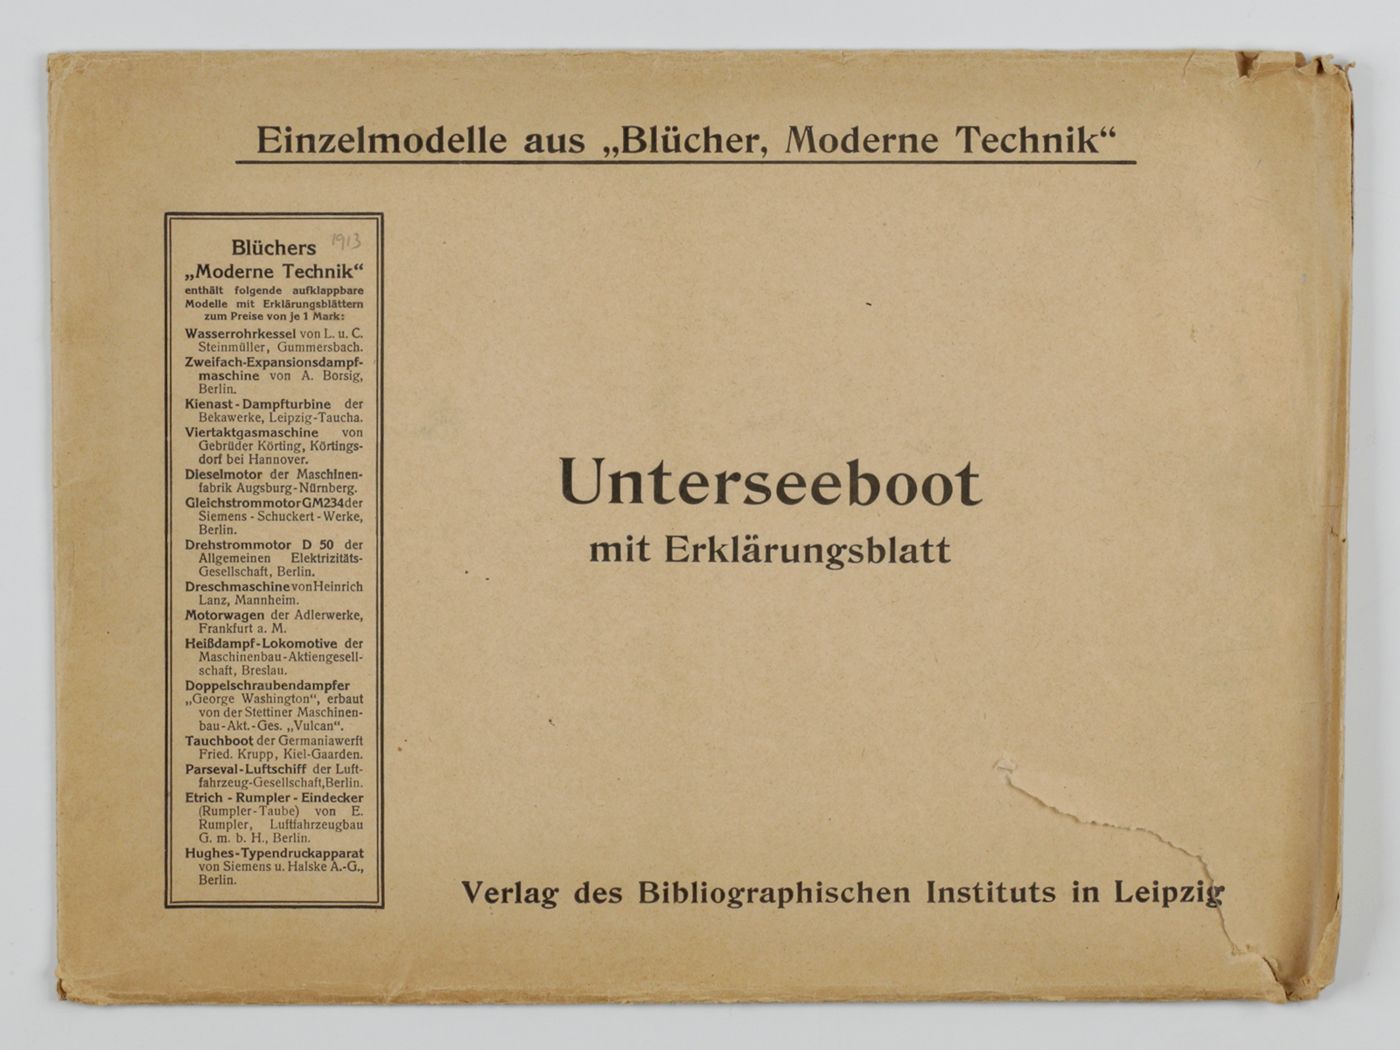 Einzelmodelle aus „Blücher, Moderne Technik“
Blüchers 1913
„Moderne Technik“
enthält folgende aufklappbare
Modelle mit Erklärungsblättern
zum Preise von je 1 Mark:
Wasserrohrkessel von L. u. C.
Steinmüller, Gummersbach.
Zweifach-Expansionsdampf-
maschine von A. Borsig,
Berlin.
Kienast-Dampfturbine der
Bekawerke, Leipzig-Taucha.
Viertaktgasmaschine von
Gebrüder Körting, Körtings-
dorf bei Hannover.
Dieselmotor der Maschinen-
fabrik Augsburg-Nürnberg.
Gleichstrommotor GM234 der
Siemens-Schuckert-Werke,
Berlin.
Drehstrommotor D 50 der
Allgemeinen Elektrizitäts-
Gesellschaft, Berlin.
Dreschmaschine von Heinrich
Lanz, Mannheim.
Motorwagen der Adlerwerke,
Frankfurt a. M.
Heißdampf-Lokomotive der
Maschinenbau-Aktiengesell-
schaft, Breslau.
Doppelschraubendampfer
„George Washington“, erbaut
von der Stettiner Maschinen-
bau-Akt.-Ges. „Vulcan“.
Tauchboot der Germaniawerft
Fried. Krupp, Kiel-Gaarden.
Parseval-Luftschiff der Luft-
fahrzeug-Gesellschaft, Berlin.
Etrich-Rumpler-Eindecker
(Rumpler-Taube) von E.
Rumpler, Luftfahrzeugbau
G. m. b. H., Berlin.
Hughes-Typendruckapparat
von Siemens u. Halske A.-G.,
Berlin.
Unterseeboot
mit Erklärungsblatt
Verlag des Bibliographischen Instituts in Leipzig